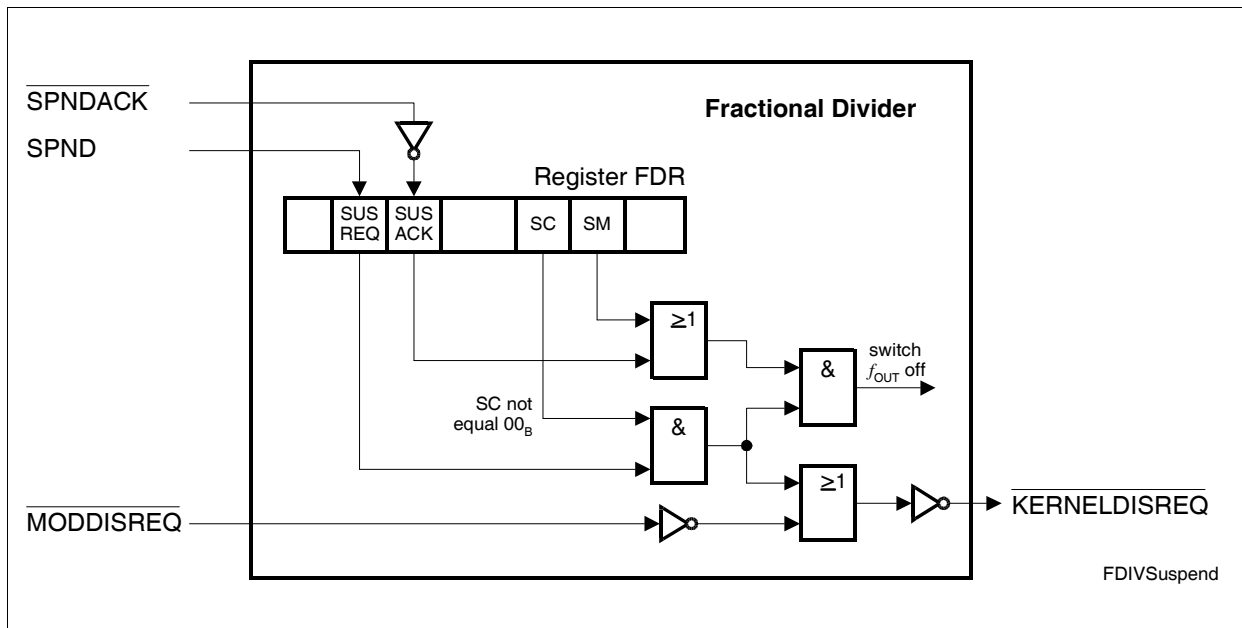 SPNDACK
SPND
Fractional Divider
Register FDR
SUS
REQ
SUS
ACK
SC
SM
≥1
&
switch
fOUT off
SC not
equal 00B
&
≥1
MODDISREQ
KERNELDISREQ
FDIVSuspend